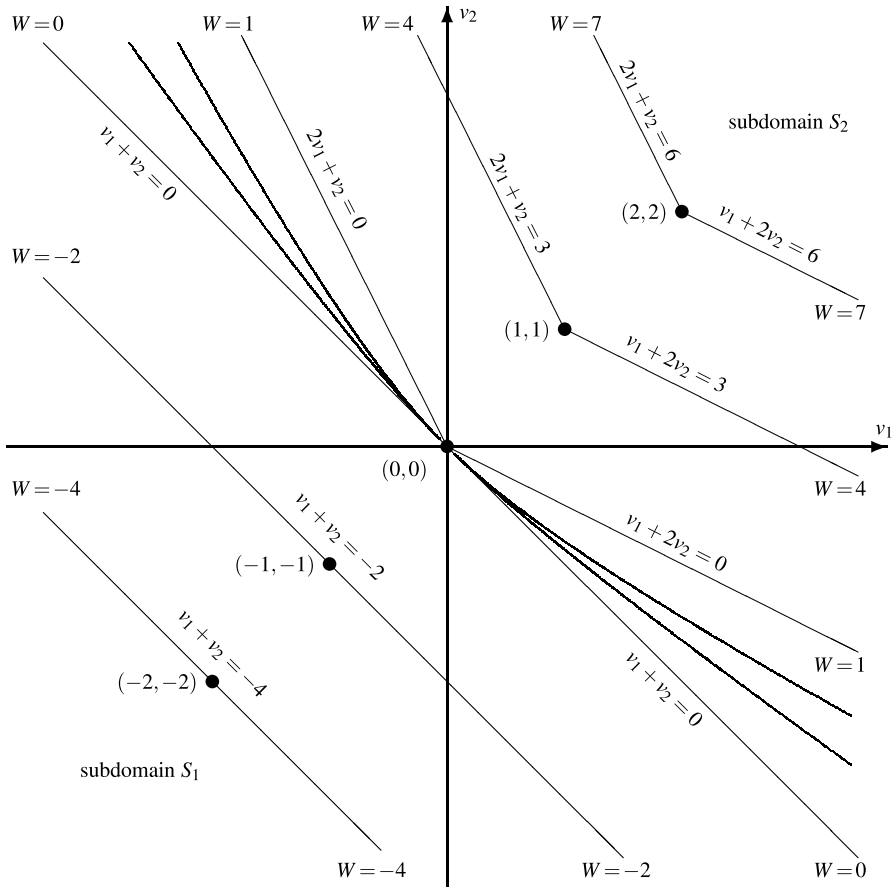 W=0
W=1
W=4
v₂
W=7
subdomain S₂
v₁+v₂=0
2v₁+v₂=0
2v₁+v₂=3
2v₁+v₂=6
(2,2)
v₁+2v₂=6
W=−2
W=7
(1,1)
v₁+2v₂=3
v₁
(0,0)
W=−4
W=4
v₁+v₂=−2
v₁+2v₂=0
(−1,−1)
v₁+v₂=−4
(−2,−2)
v₁+v₂=0
W=1
subdomain S₁
W=−4
W=−2
W=0